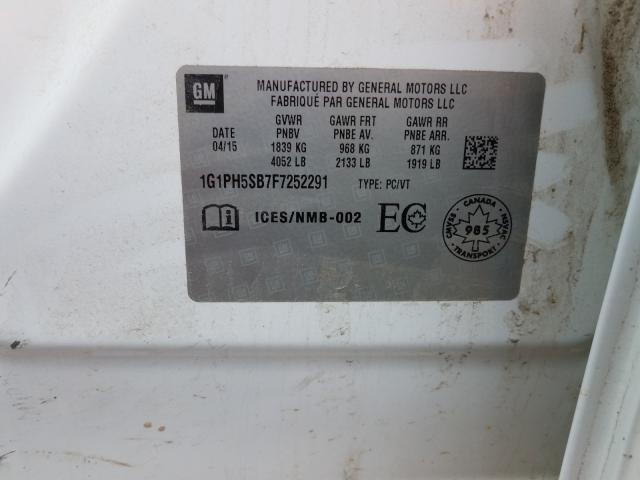 GM
MANUFACTURED BY GENERAL MOTORS LLC
FABRIQUÉ PAR GENERAL MOTORS LLC
DATE
04/15
GVWR
PNBV
1839 KG
4052 LB
GAWR FRT
PNBE AV.
968 KG
2133 LB
GAWR RR
PNBE ARR.
871 KG
1919 LB
1G1PH5SB7F7252291 TYPE: PC/VT
ICES/NMB-002 EC
CANADA
CMVSS NSVAC
985
TRANSPORT